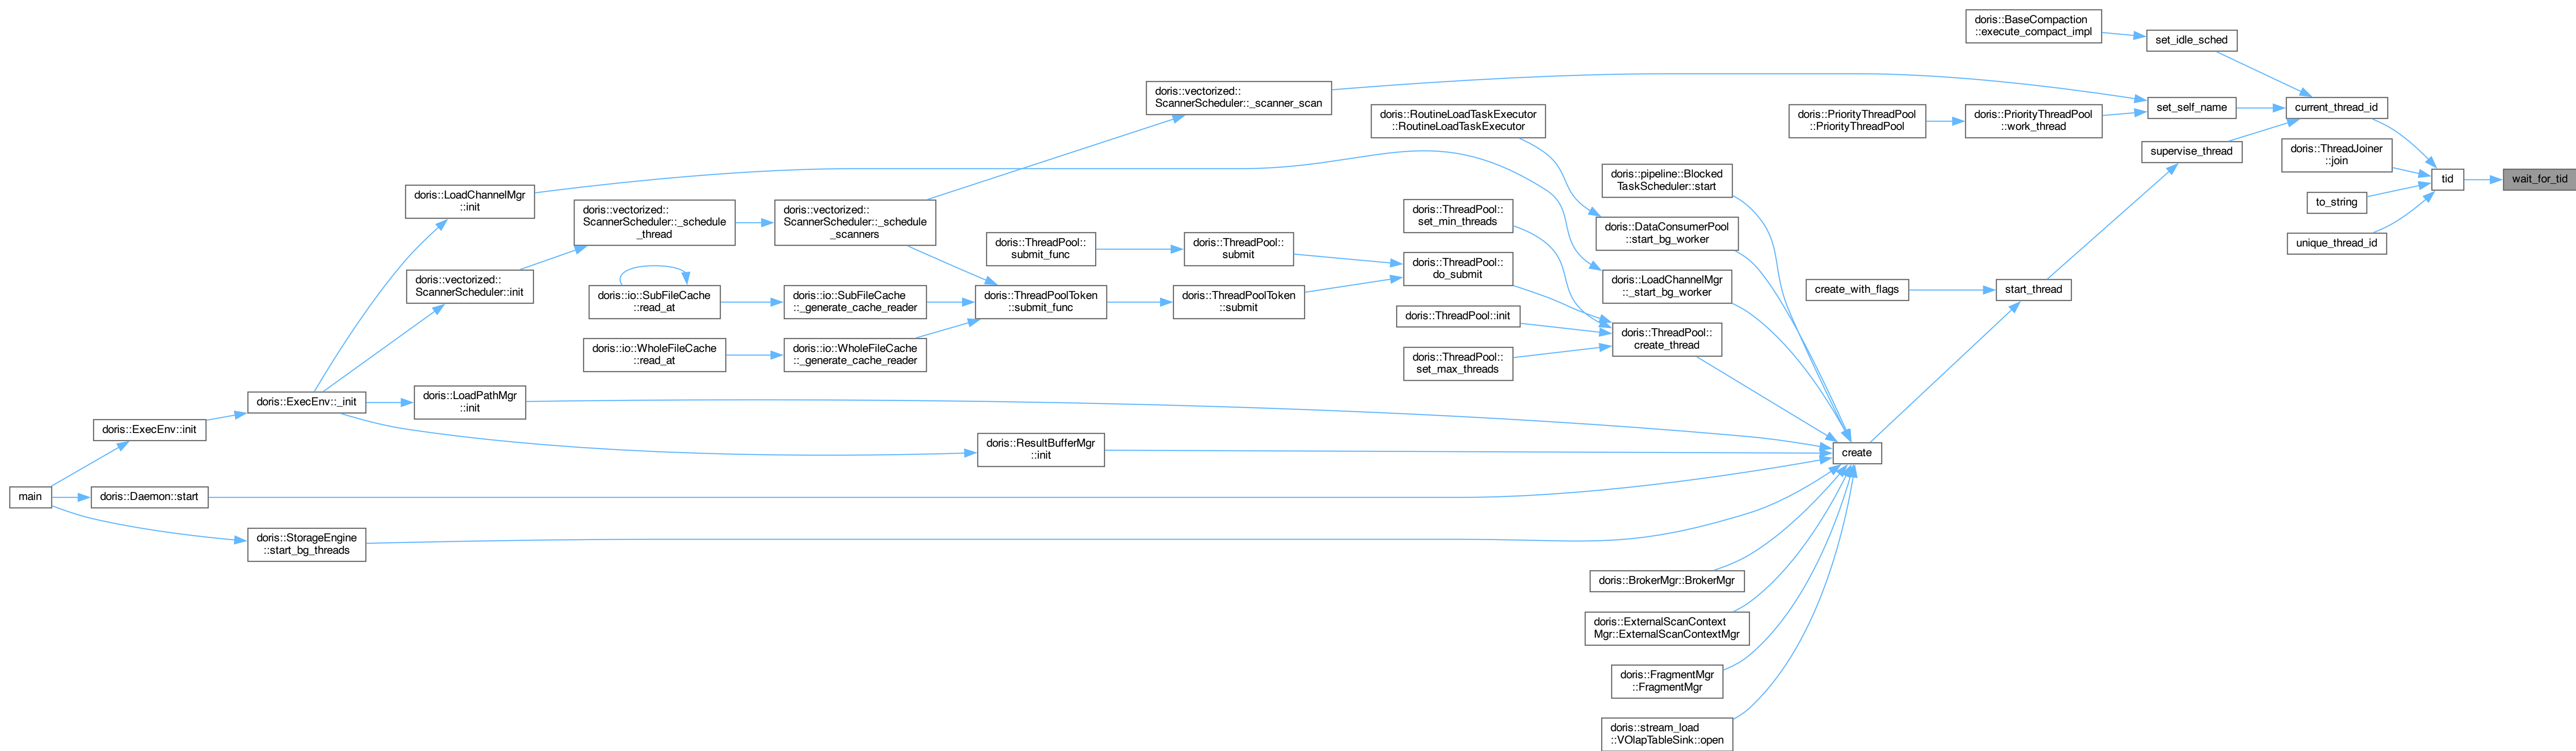 doris::BaseCompaction
::execute_compact_impl
set_idle_sched
doris::vectorized::
ScannerScheduler::_scanner_scan
current_thread_id
set_self_name
doris::RoutineLoadTaskExecutor
::RoutineLoadTaskExecutor
doris::PriorityThreadPool
::PriorityThreadPool
doris::PriorityThreadPool
::work_thread
supervise_thread
doris::ThreadJoiner
::join
tid
wait_for_tid
doris::pipeline::Blocked
TaskScheduler::start
to_string
doris::LoadChannelMgr
::init
doris::vectorized::
ScannerScheduler::_schedule
_thread
doris::vectorized::
ScannerScheduler::_schedule
_scanners
doris::ThreadPool::
set_min_threads
doris::DataConsumerPool
::start_bg_worker
unique_thread_id
doris::ThreadPool::
submit_func
doris::ThreadPool::
submit
doris::ThreadPool::
do_submit
doris::vectorized::
ScannerScheduler::init
doris::LoadChannelMgr
::_start_bg_worker
create_with_flags
start_thread
doris::io::SubFileCache
::read_at
doris::io::SubFileCache
::_generate_cache_reader
doris::ThreadPoolToken
::submit_func
doris::ThreadPoolToken
::submit
doris::ThreadPool::init
doris::ThreadPool::
create_thread
doris::io::WholeFileCache
::read_at
doris::io::WholeFileCache
::_generate_cache_reader
doris::ThreadPool::
set_max_threads
doris::ExecEnv::_init
doris::LoadPathMgr
::init
doris::ExecEnv::init
doris::ResultBufferMgr
::init
create
main
doris::Daemon::start
doris::StorageEngine
::start_bg_threads
doris::BrokerMgr::BrokerMgr
doris::ExternalScanContext
Mgr::ExternalScanContextMgr
doris::FragmentMgr
::FragmentMgr
doris::stream_load
::VOlapTableSink::open